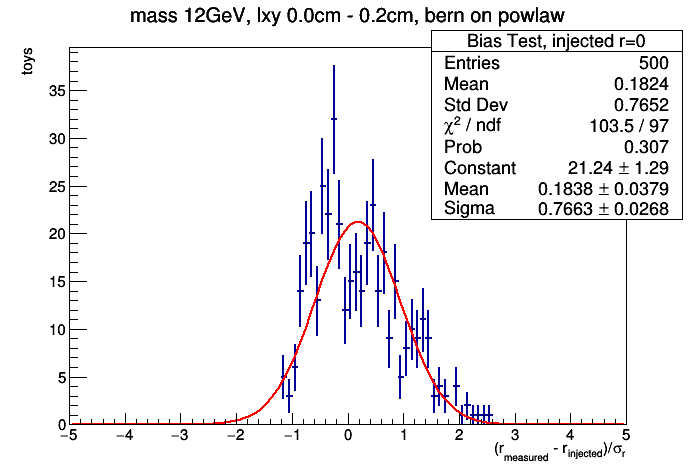 mass 12GeV, lxy 0.0cm - 0.2cm, bern on powlaw
Bias Test, injected r=0
Entries 500
Mean 0.1824
Std Dev 0.7652
χ² / ndf 103.5 / 97
Prob 0.307
Constant 21.24 ± 1.29
Mean 0.1838 ± 0.0379
Sigma 0.7663 ± 0.0268
toys
35
30
25
20
15
10
5
0
−5 −4 −3 −2 −1 0 1 2 3 4 5
(r_measured - r_injected)/σ_r